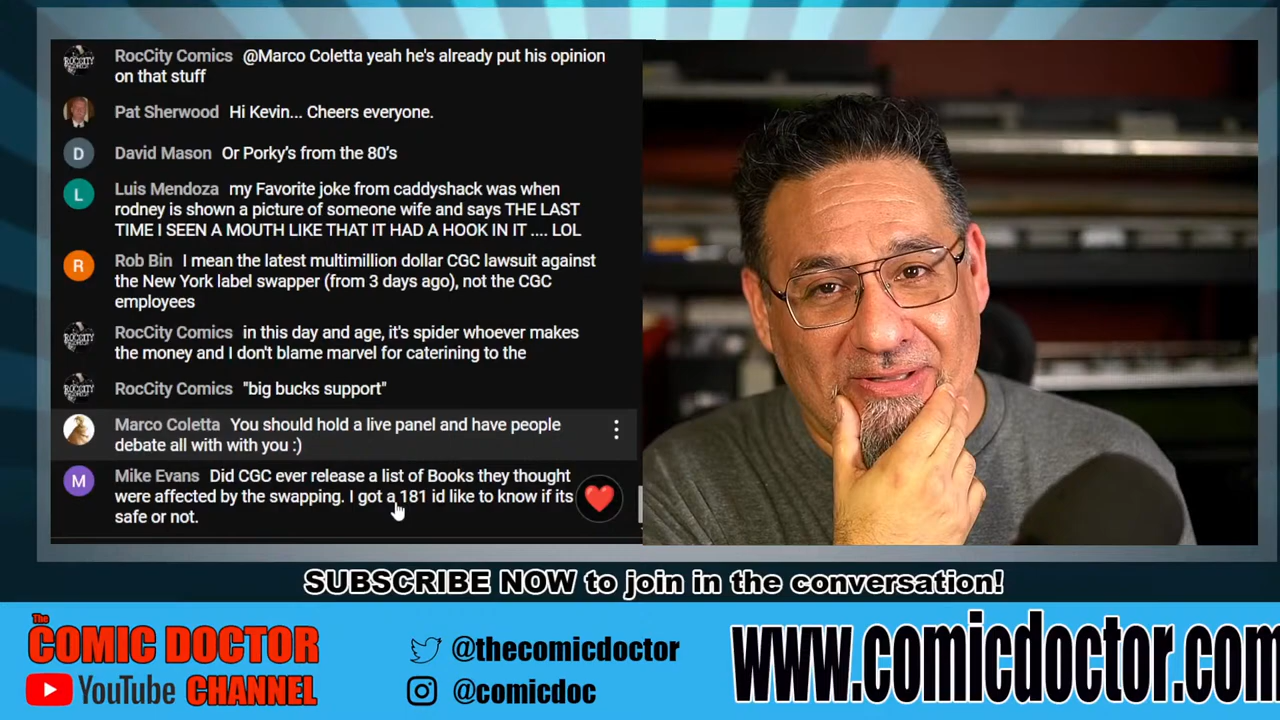 RocCity Comics @Marco Coletta yeah he's already put his opinion
on that stuff
Pat Sherwood Hi Kevin... Cheers everyone.
D David Mason Or Porky's from the 80's
L Luis Mendoza my Favorite joke from caddyshack was when
rodney is shown a picture of someone wife and says THE LAST
TIME I SEEN A MOUTH LIKE THAT IT HAD A HOOK IN IT .... LOL
R Rob Bin I mean the latest multimillion dollar CGC lawsuit against
the New York label swapper (from 3 days ago), not the CGC
employees
RocCity Comics in this day and age, it's spider whoever makes
the money and I don't blame marvel for caterining to the
RocCity Comics "big bucks support"
Marco Coletta You should hold a live panel and have people
debate all with with you :)
M Mike Evans Did CGC ever release a list of Books they thought
were affected by the swapping. I got a 181 id like to know if its
safe or not.
SUBSCRIBE NOW to join in the conversation!
The
COMIC DOCTOR
YouTube CHANNEL
@thecomicdoctor
@comicdoc
www.comicdoctor.com